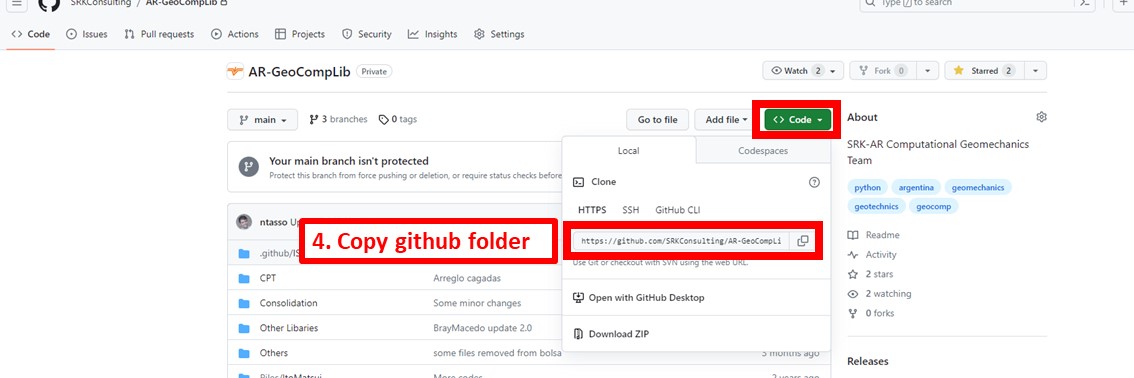 SRKConsulting / AR-GeoCompLib
Type / to search
Code Issues Pull requests Actions Projects Security Insights Settings
AR-GeoCompLib Private
Watch 2 Fork 0 Starred 2
main 3 branches 0 tags Go to file Add file Code
Your main branch isn't protected
Protect this branch from force pushing or deletion, or require status checks before
Local Codespaces
Clone
HTTPS SSH GitHub CLI
https://github.com/SRKConsulting/AR-GeoCompLi
Use Git or checkout with SVN using the web URL.
Open with GitHub Desktop
Download ZIP
4. Copy github folder
ntasso
.github/
CPT Arreglo cagadas
Consolidation Some minor changes
Other Libaries BrayMacedo update 2.0
Others some files removed from bolsa 3 months ago
More codes 2 years ago
About
SRK-AR Computational Geomechanics
Team
python argentina geomechanics
geotechnics geocomp
Readme
Activity
2 stars
2 watching
0 forks
Releases